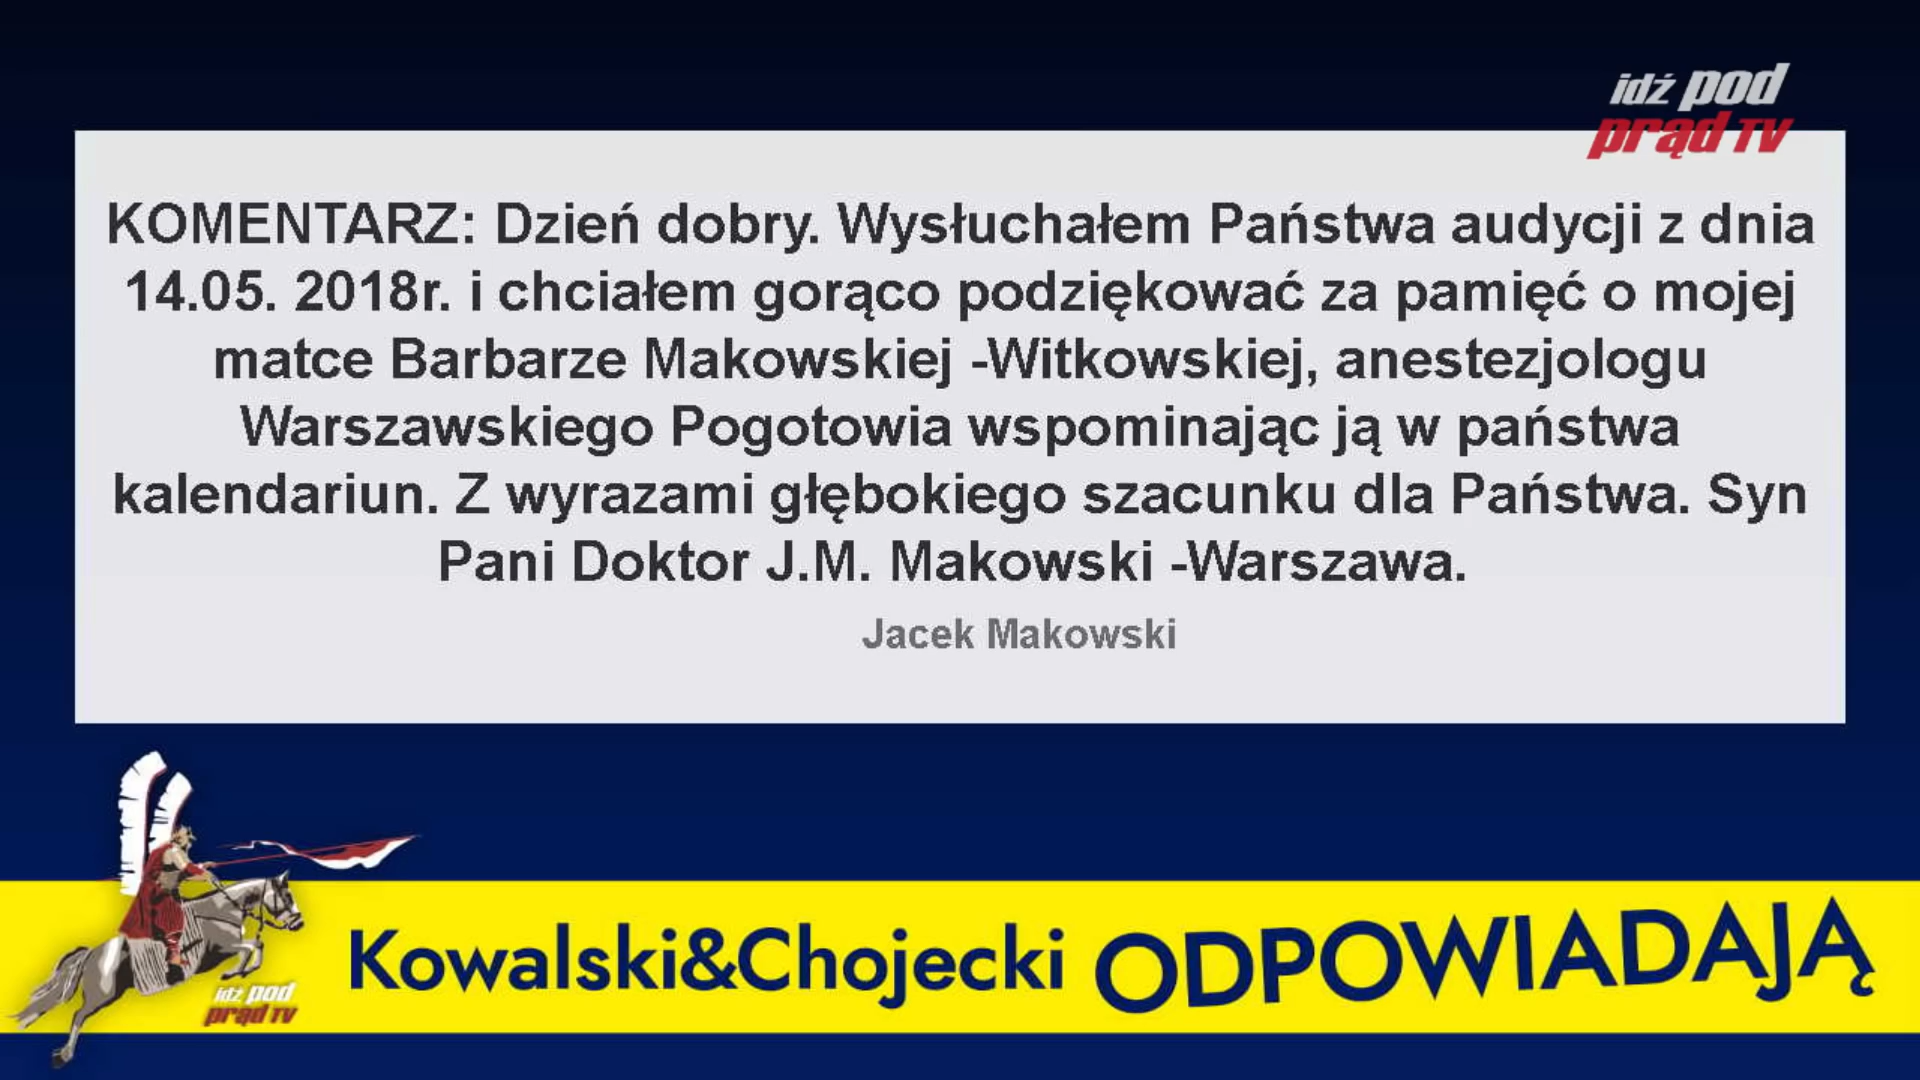 idź pod
prąd TV
KOMENTARZ: Dzień dobry. Wysłuchałem Państwa audycji z dnia
14.05. 2018r. i chciałem gorąco podziękować za pamięć o mojej
matce Barbarze Makowskiej -Witkowskiej, anestezjologu
Warszawskiego Pogotowia wspominając ją w państwa
kalendariun. Z wyrazami głębokiego szacunku dla Państwa. Syn
Pani Doktor J.M. Makowski -Warszawa.
Jacek Makowski
Kowalski&Chojecki ODPOWIADAJĄ
idź pod
prąd TV